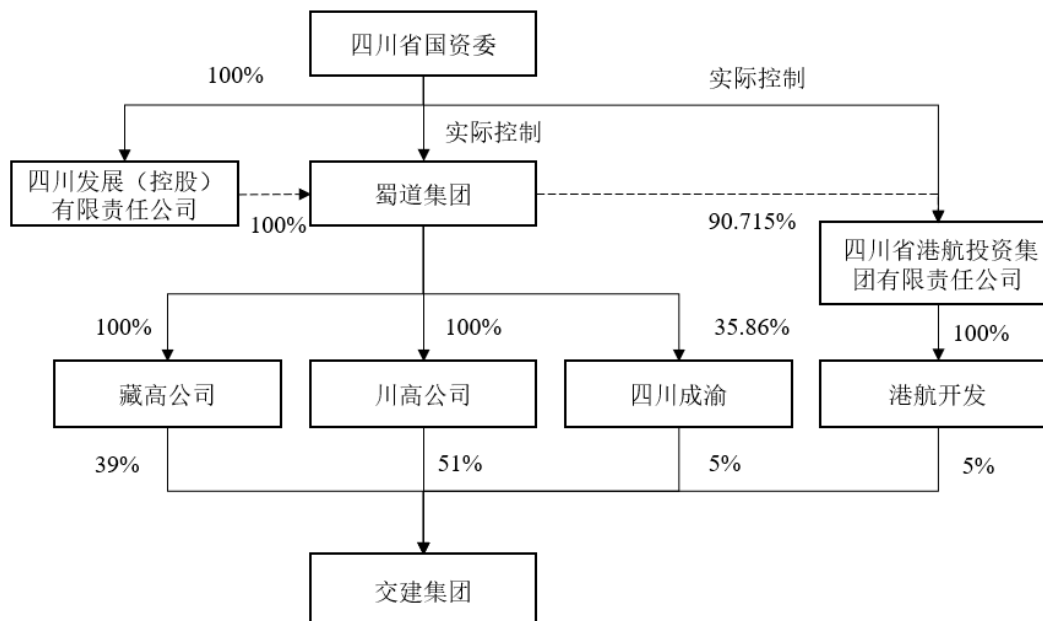 四川省国资委
100%
实际控制
实际控制
四川发展（控股）
有限责任公司
蜀道集团
100%
90.715%
四川省港航投资集
团有限责任公司
100%
100%
35.86%
100%
藏高公司
川高公司
四川成渝
港航开发
39%
51%
5%
5%
交建集团